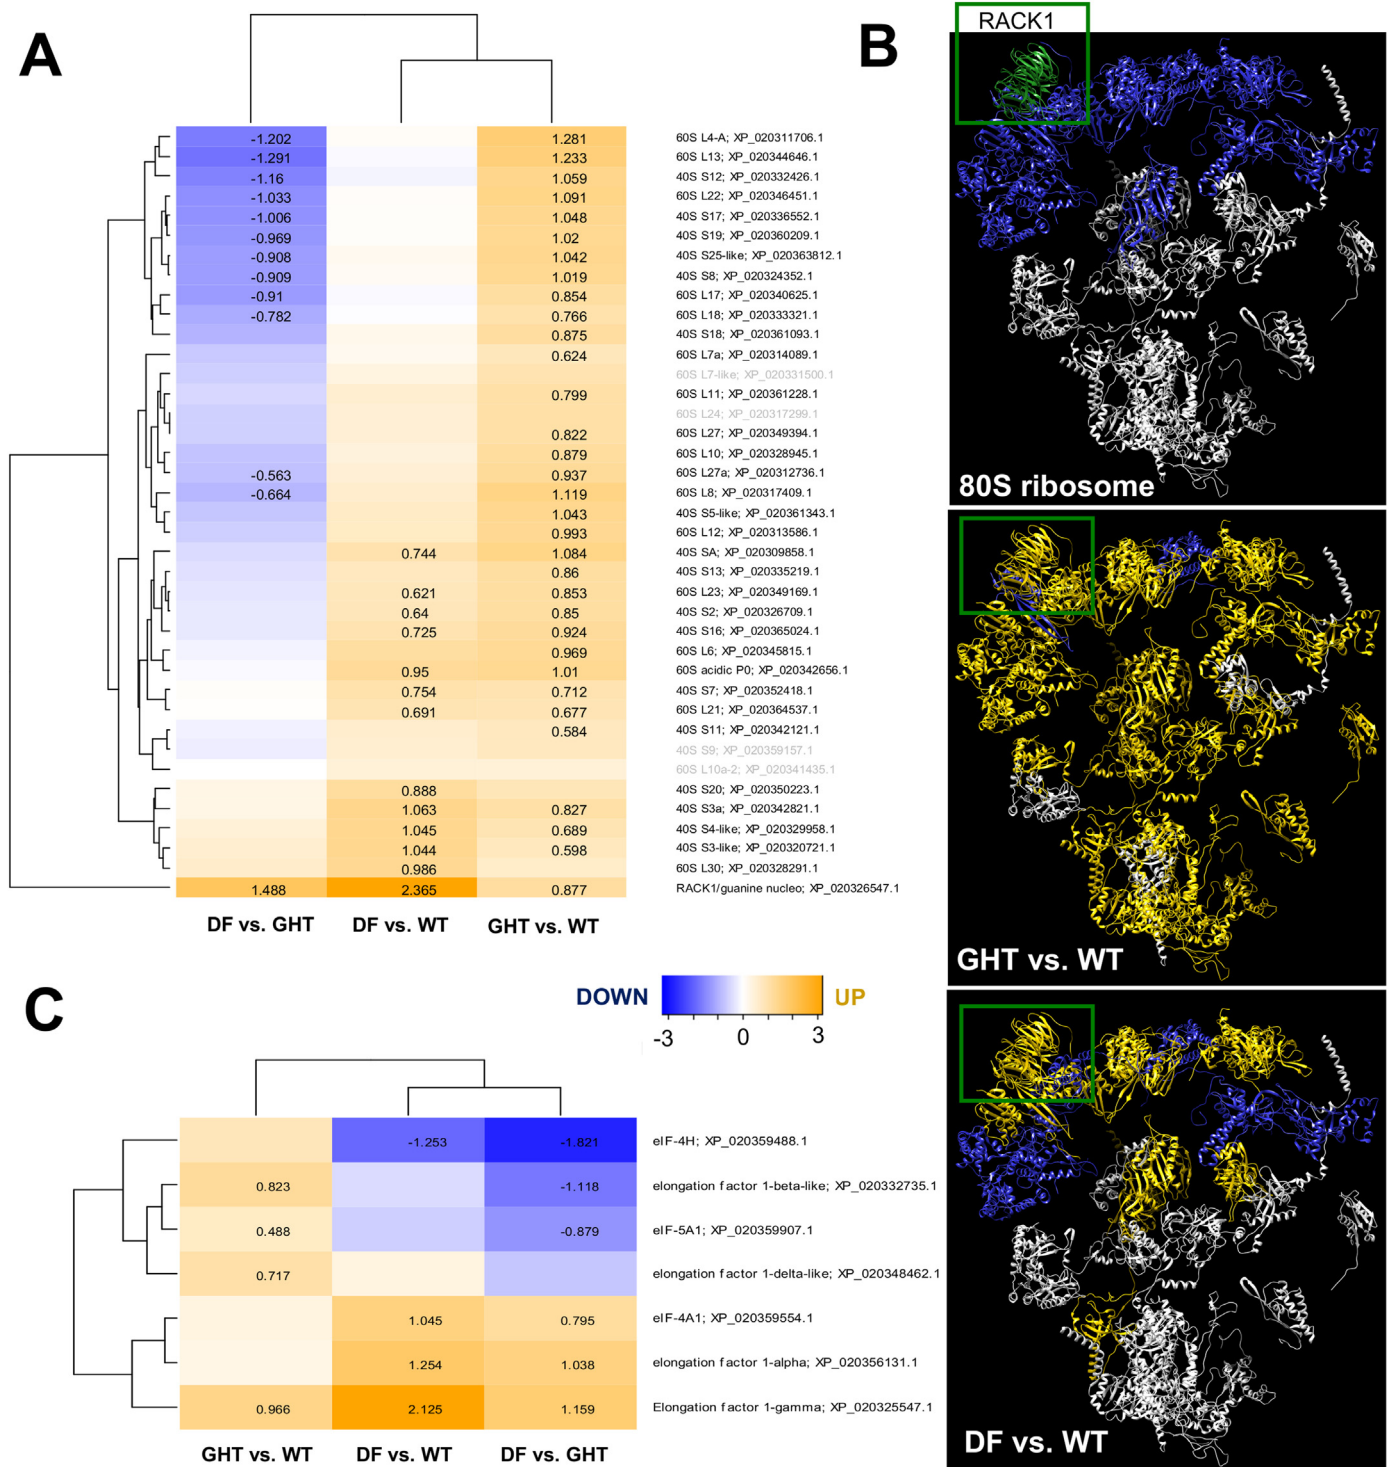 A
-1.202 1.281 60S L4-A; XP_020311706.1
-1.291 1.233 60S L13; XP_020344646.1
-1.16 1.059 40S S12; XP_020332426.1
-1.033 1.091 60S L22; XP_020346451.1
-1.006 1.048 40S S17; XP_020336552.1
-0.969 1.02 40S S19; XP_020360209.1
-0.908 1.042 40S S25-like; XP_020363812.1
-0.909 1.019 40S S8; XP_020324352.1
-0.91 0.854 60S L17; XP_020340625.1
-0.782 0.766 60S L18; XP_020333321.1
0.875 40S S18; XP_020361093.1
0.624 60S L7a; XP_020314089.1
60S L7-like; XP_020331500.1
0.799 60S L11; XP_020361228.1
60S L24; XP_020317299.1
0.822 60S L27; XP_020349394.1
0.879 60S L10; XP_020328945.1
-0.563 0.937 60S L27a; XP_020312736.1
-0.664 1.119 60S L8; XP_020317409.1
1.043 40S S5-like; XP_020361343.1
0.993 60S L12; XP_020313586.1
0.744 1.084 40S SA; XP_020309858.1
0.86 40S S13; XP_020335219.1
0.621 0.853 60S L23; XP_020349169.1
0.64 0.85 40S S2; XP_020326709.1
0.725 0.924 40S S16; XP_020365024.1
0.969 60S L6; XP_020345815.1
0.95 1.01 60S acidic P0; XP_020342656.1
0.754 0.712 40S S7; XP_020352418.1
0.691 0.677 60S L21; XP_020364537.1
0.584 40S S11; XP_020342121.1
40S S9; XP_020359157.1
60S L10a-2; XP_020341435.1
0.888 40S S20; XP_020350223.1
1.063 0.827 40S S3a; XP_020342821.1
1.045 0.689 40S S4-like; XP_020329958.1
1.044 0.598 40S S3-like; XP_020320721.1
0.986 60S L30; XP_020328291.1
1.488 2.365 0.877 RACK1/guanine nucleo; XP_020326547.1
DF vs. GHT DF vs. WT GHT vs. WT
B
RACK1
80S ribosome
GHT vs. WT
DF vs. WT
DOWN UP
-3 0 3
C
-1.253 -1.821 eIF-4H; XP_020359488.1
0.823 -1.118 elongation factor 1-beta-like; XP_020332735.1
0.488 -0.879 eIF-5A1; XP_020359907.1
0.717 elongation factor 1-delta-like; XP_020348462.1
1.045 0.795 eIF-4A1; XP_020359554.1
1.254 1.038 elongation factor 1-alpha; XP_020356131.1
0.966 2.125 1.159 Elongation factor 1-gamma; XP_020325547.1
GHT vs. WT DF vs. WT DF vs. GHT